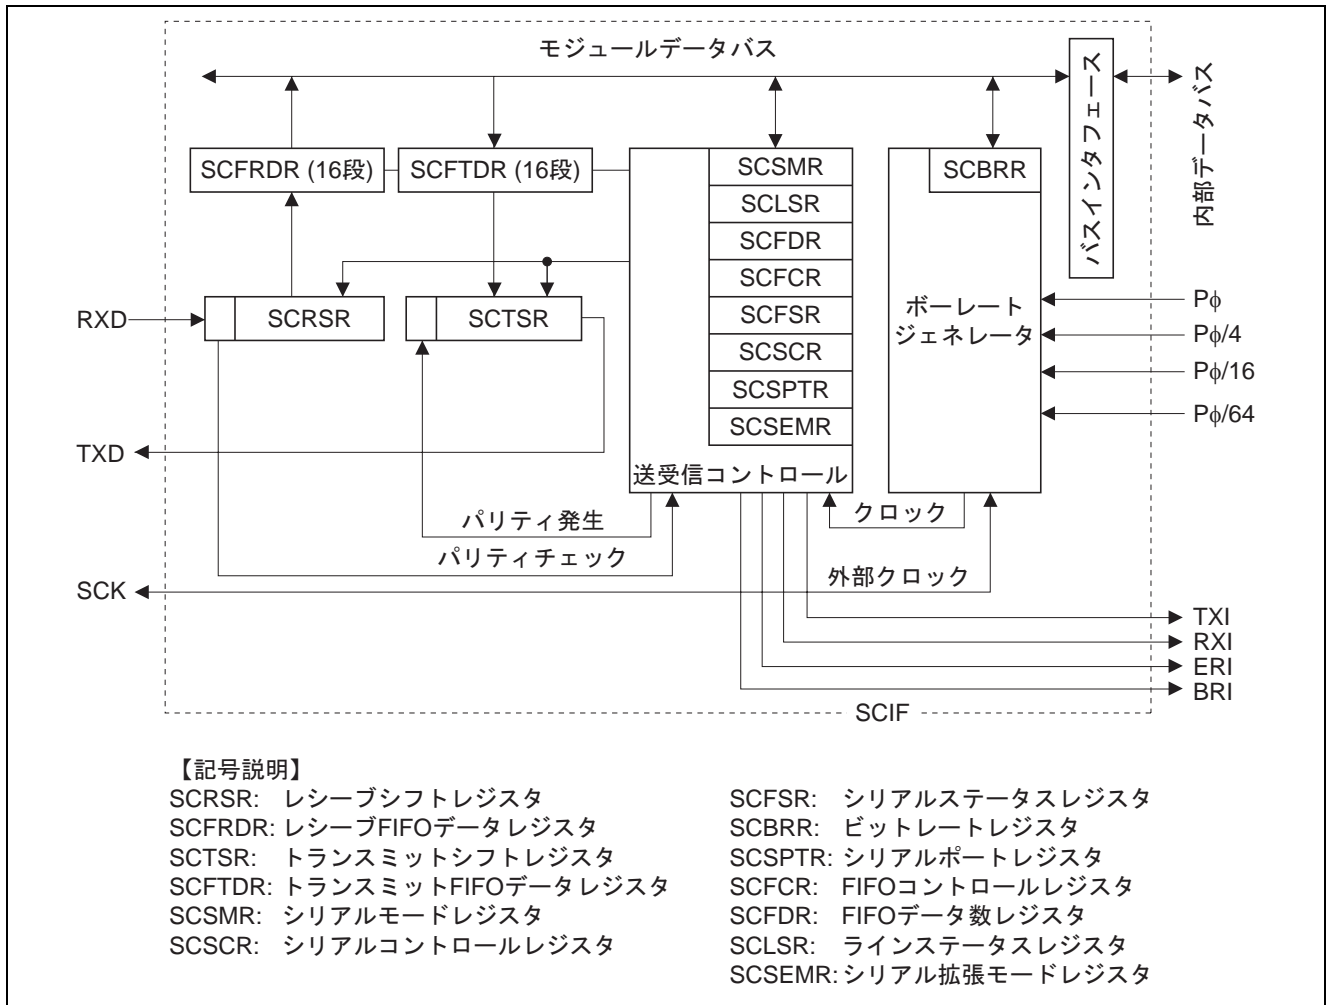 モジュールデータバス
バスインタフェース
内部データバス
SCFRDR (16段)
SCFTDR (16段)
SCSMR
SCLSR
SCFDR
SCFCR
SCFSR
SCSCR
SCSPTR
SCSEMR
送受信コントロール
SCBRR
ボーレート
ジェネレータ
RXD
SCRSR
SCTSR
Pφ
Pφ/4
Pφ/16
Pφ/64
TXD
パリティ発生
パリティチェック
クロック
外部クロック
SCK
TXI
RXI
ERI
BRI
SCIF
【記号説明】
SCRSR: レシーブシフトレジスタ
SCFRDR: レシーブFIFOデータレジスタ
SCTSR: トランスミットシフトレジスタ
SCFTDR: トランスミットFIFOデータレジスタ
SCSMR: シリアルモードレジスタ
SCSCR: シリアルコントロールレジスタ
SCFSR: シリアルステータスレジスタ
SCBRR: ビットレートレジスタ
SCSPTR: シリアルポートレジスタ
SCFCR: FIFOコントロールレジスタ
SCFDR: FIFOデータ数レジスタ
SCLSR: ラインステータスレジスタ
SCSEMR: シリアル拡張モードレジスタ